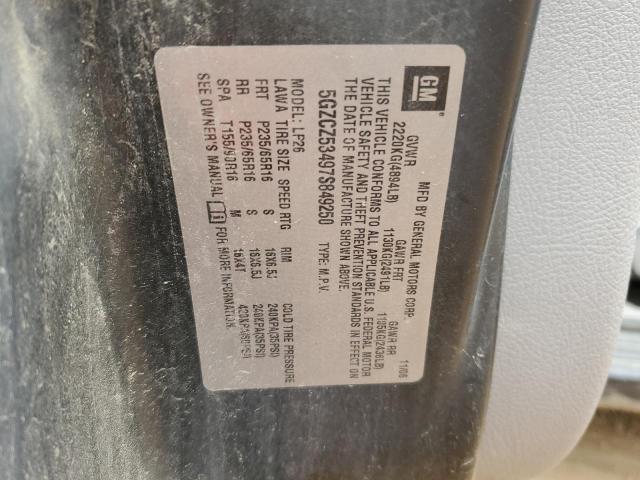 GM
MFD BY GENERAL MOTORS CORP 11/06
GVWR GAWR FRT GAWR RR
2220KG(4894LB) 1130KG(2491LB) 1105KG(2436LB)
THIS VEHICLE CONFORMS TO ALL APPLICABLE U.S. FEDERAL MOTOR
VEHICLE SAFETY AND THEFT PREVENTION STANDARDS IN EFFECT ON
THE DATE OF MANUFACTURE SHOWN ABOVE.
5GZCZ53497S849250 TYPE: M.P.V.
MODEL: LP26
LAWA TIRE SIZE SPEED RTG RIM COLD TIRE PRESSURE
FRT P235/65R16 S 16X6.5J 240KPA(35PSI)
RR P235/65R16 S 16X6.5J 240KPA(35PSI)
SPA T155/90R16 M 16X4T 420KPA(60PSI)
SEE OWNER'S MANUAL FOR MORE INFORMATION.